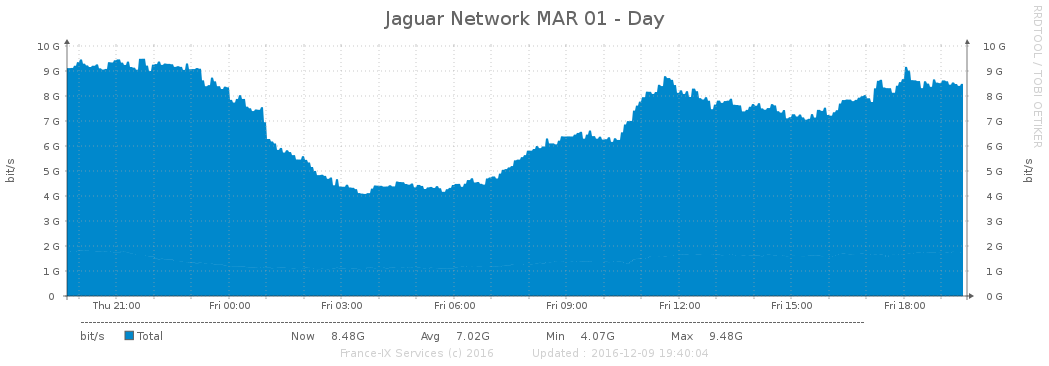 Jaguar Network MAR 01 - Day
RRDTOOL / TOBI OETIKER
10 G 10 G
9 G 9 G
8 G 8 G
7 G 7 G
6 G 6 G
5 G 5 G
4 G 4 G
3 G 3 G
2 G 2 G
1 G 1 G
0 0 G
bit/s
bit/s
Thu 21:00 Fri 00:00 Fri 03:00 Fri 06:00 Fri 09:00 Fri 12:00 Fri 15:00 Fri 18:00
bit/s Total Now 8.48G Avg 7.02G Min 4.07G Max 9.48G
France-IX Services (c) 2016 Updated : 2016-12-09 19:40:04